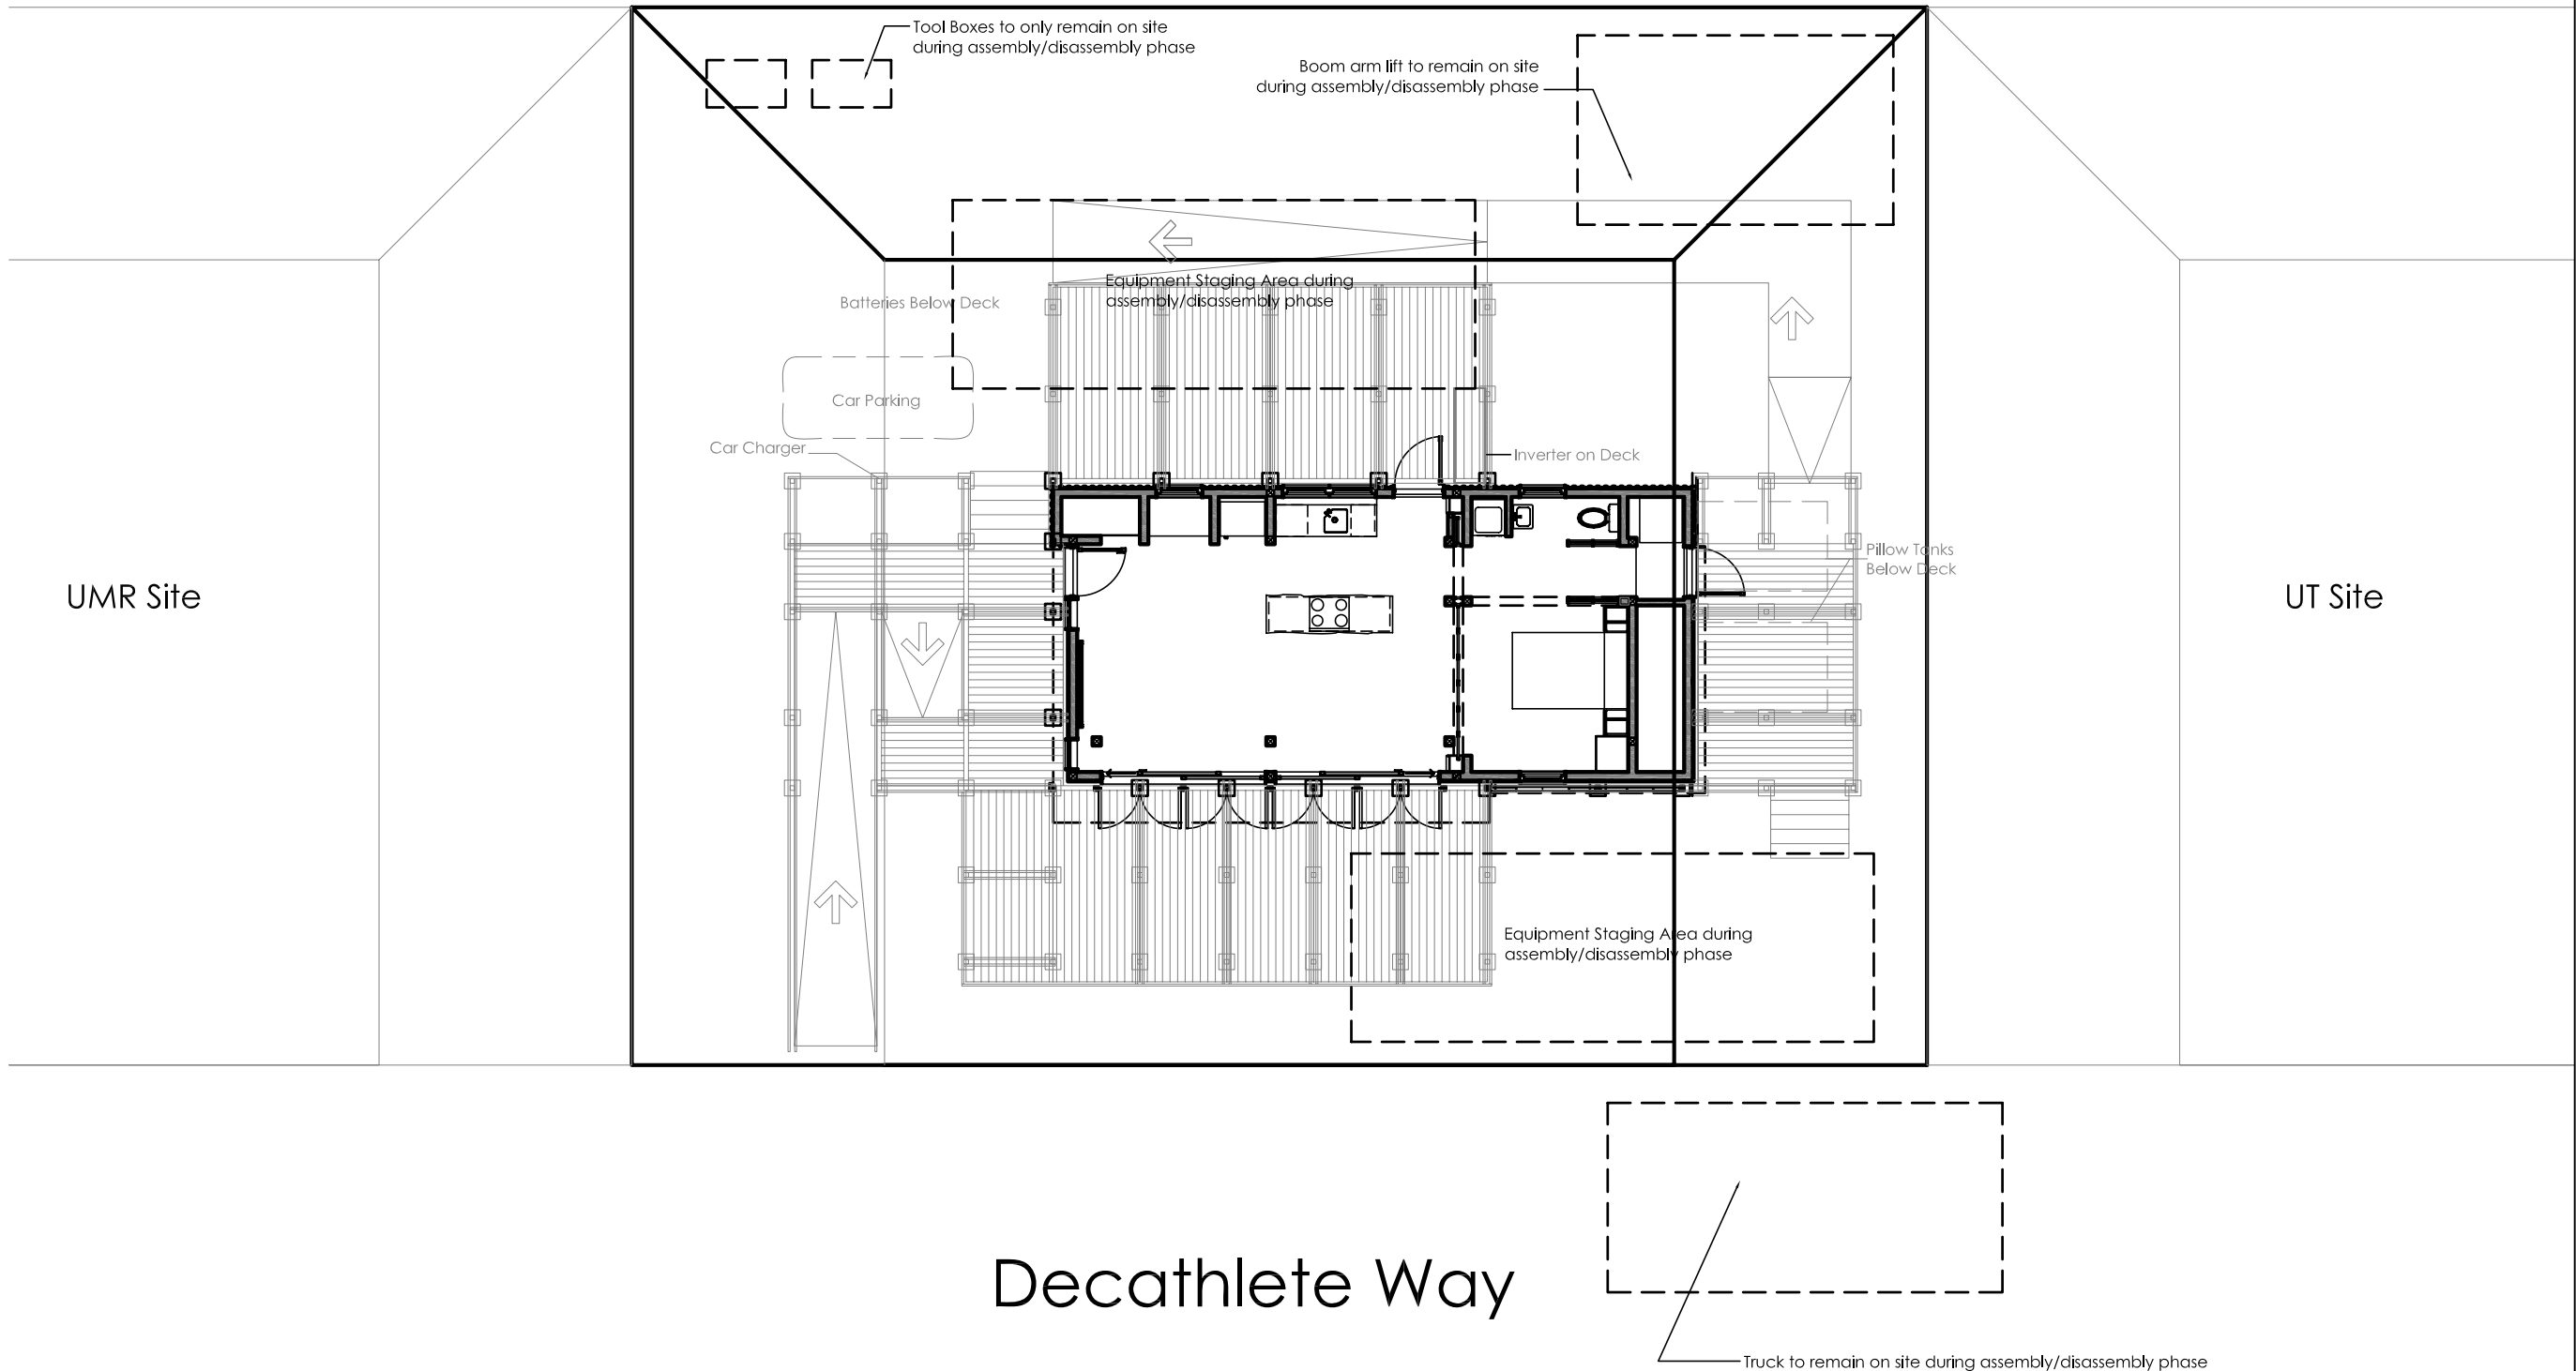 Tool Boxes to only remain on site
during assembly/disassembly phase
Boom arm lift to remain on site
during assembly/disassembly phase
Equipment Staging Area during
assembly/disassembly phase
Batteries Below Deck
Car Parking
Car Charger
Inverter on Deck
Pillow Tanks
Below Deck
UMR Site
UT Site
Equipment Staging Area during
assembly/disassembly phase
Decathlete Way
Truck to remain on site during assembly/disassembly phase